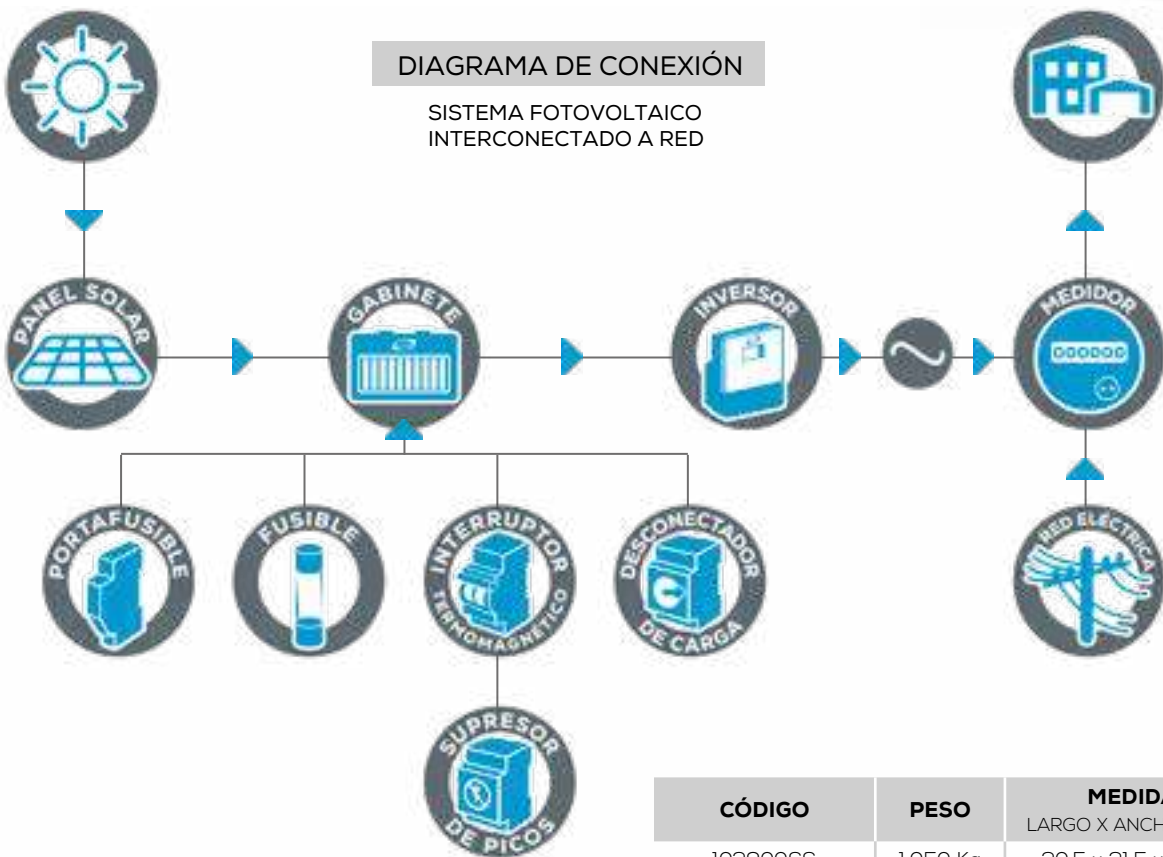 DIAGRAMA DE CONEXIÓN
SISTEMA FOTOVOLTAICO
INTERCONECTADO A RED
PANEL SOLAR
GABINETE
INVERSOR
MEDIDOR
PORTAFUSIBLE
FUSIBLE
INTERRUPTOR
TERMOMAGNÉTICO
DESCONECTADOR
DE CARGA
RED ELÉCTRICA
SUPRESOR
DE PICOS
CÓDIGO PESO
LARGO X